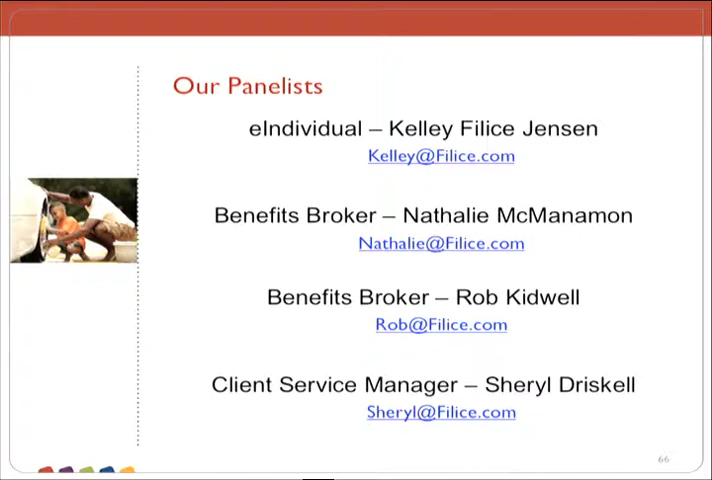 Our Panelists
eIndividual – Kelley Filice Jensen
Kelley@Filice.com
Benefits Broker – Nathalie McManamon
Nathalie@Filice.com
Benefits Broker – Rob Kidwell
Rob@Filice.com
Client Service Manager – Sheryl Driskell
Sheryl@Filice.com
66